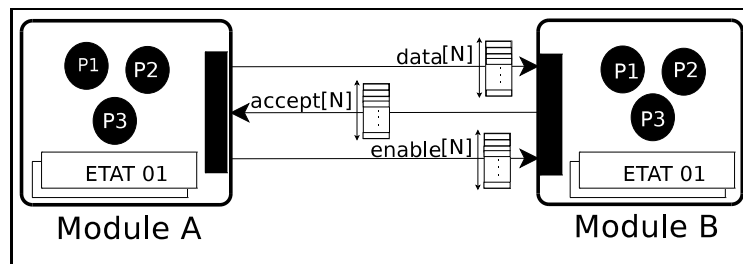 P1 P2
P3
ETAT 01
Module A
data[N]
accept[N]
enable[N]
P1 P2
P3
ETAT 01
Module B